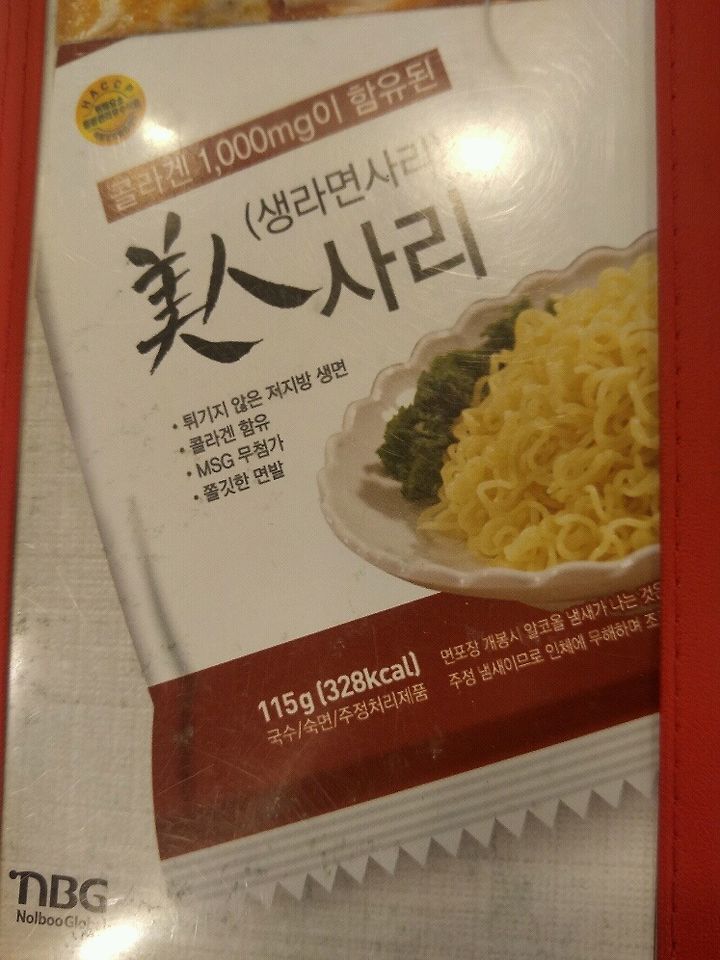 HACCP
콜라겐 1,000mg이 함유된
(생라면사리)
美人사리
• 튀기지 않은 저지방 생면
• 콜라겐 함유
• MSG 무첨가
• 쫄깃한 면발
115g (328kcal)
국수/숙면/주정처리제품
면포장 개봉시 알코올 냄새가 나는 것은
주정 냄새이므로 인체에 무해하며 조
NBG
Nolboo Global